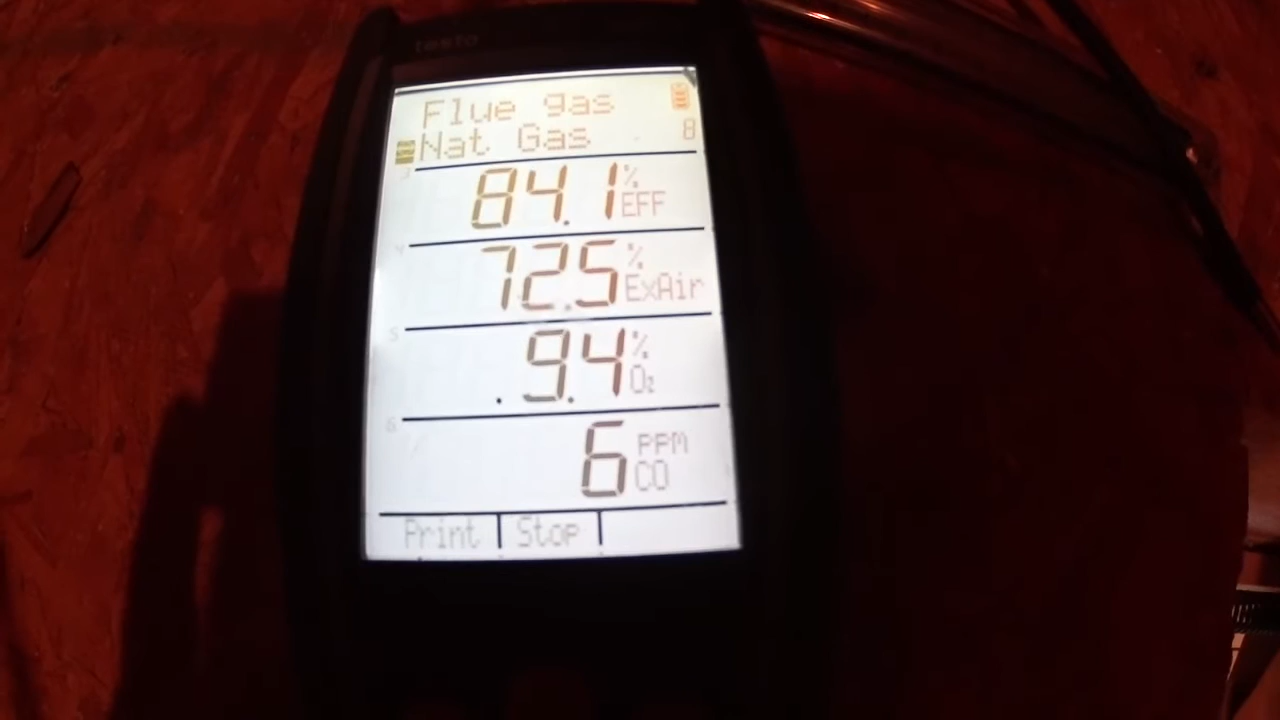 testo
Flue gas
Nat Gas 8
84.1 % EFF
72.5 % ExAir
9.4 % O₂
6 PPM CO
Print Stop